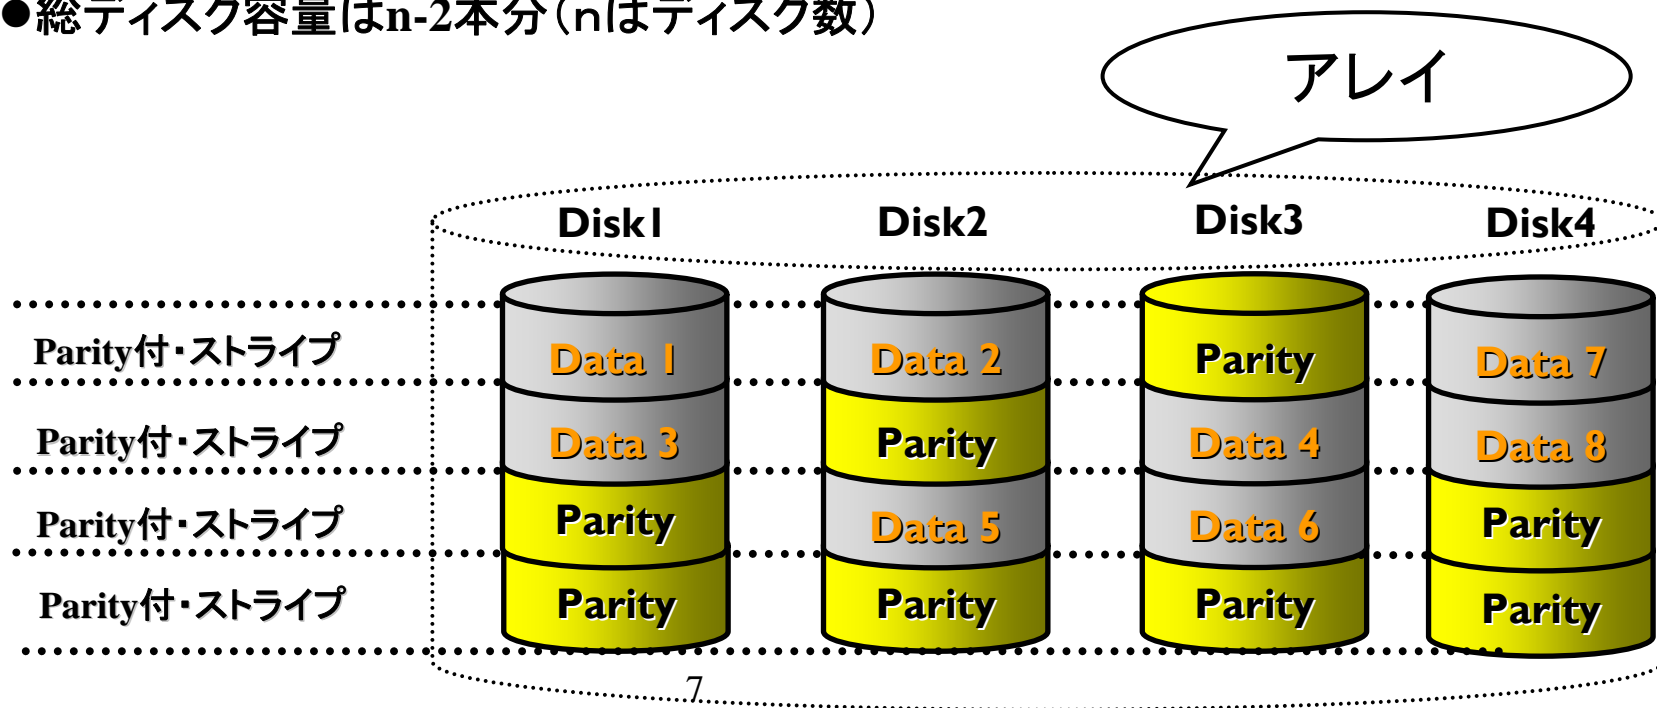 ●総ディスク容量はn-2本分(nはディスク数)
アレイ
Disk1 Disk2 Disk3 Disk4
Parity付・ストライプ Data 1 Data 2 Parity Data 7
Parity付・ストライプ Data 3 Parity Data 4 Data 8
Parity付・ストライプ Parity Data 5 Data 6 Parity
Parity付・ストライプ Parity Parity Parity Parity
7